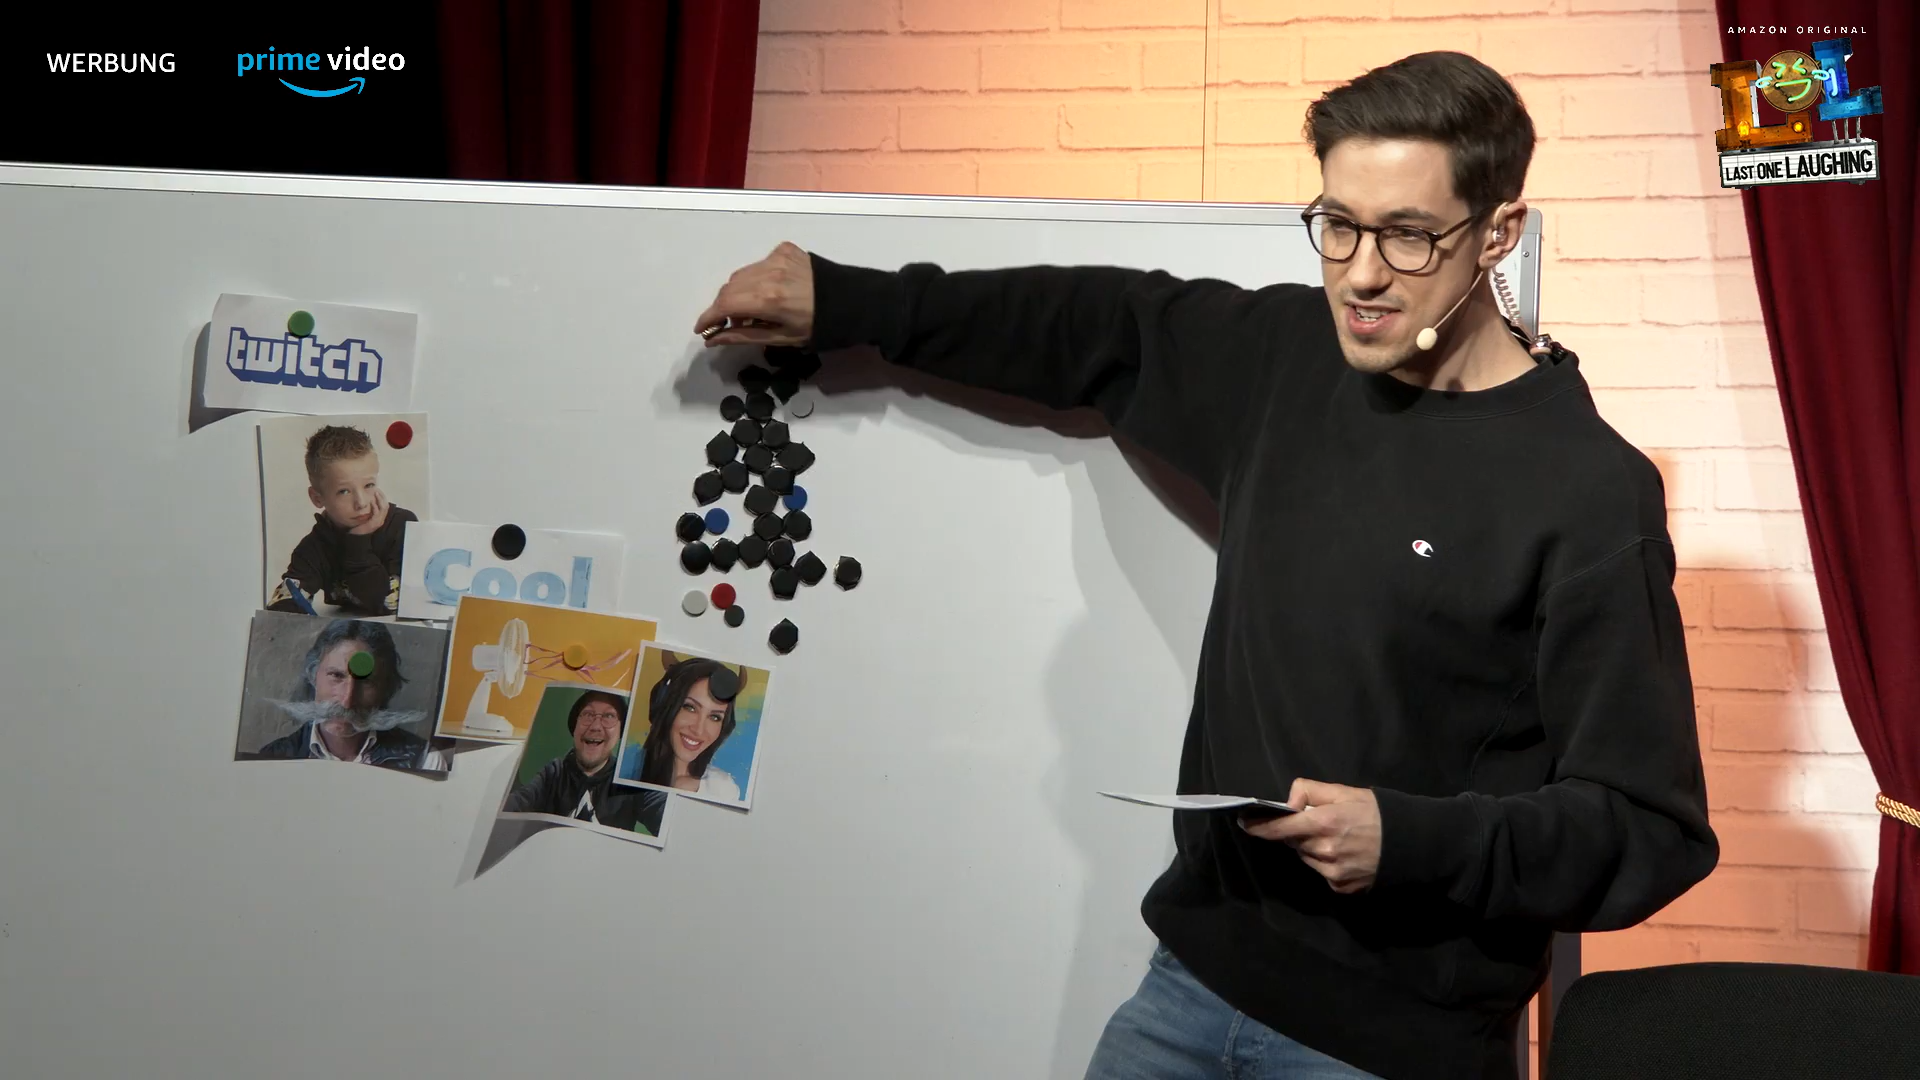 WERBUNG
prime video
AMAZON ORIGINAL
LOL
LAST ONE LAUGHING
twitch
Cool